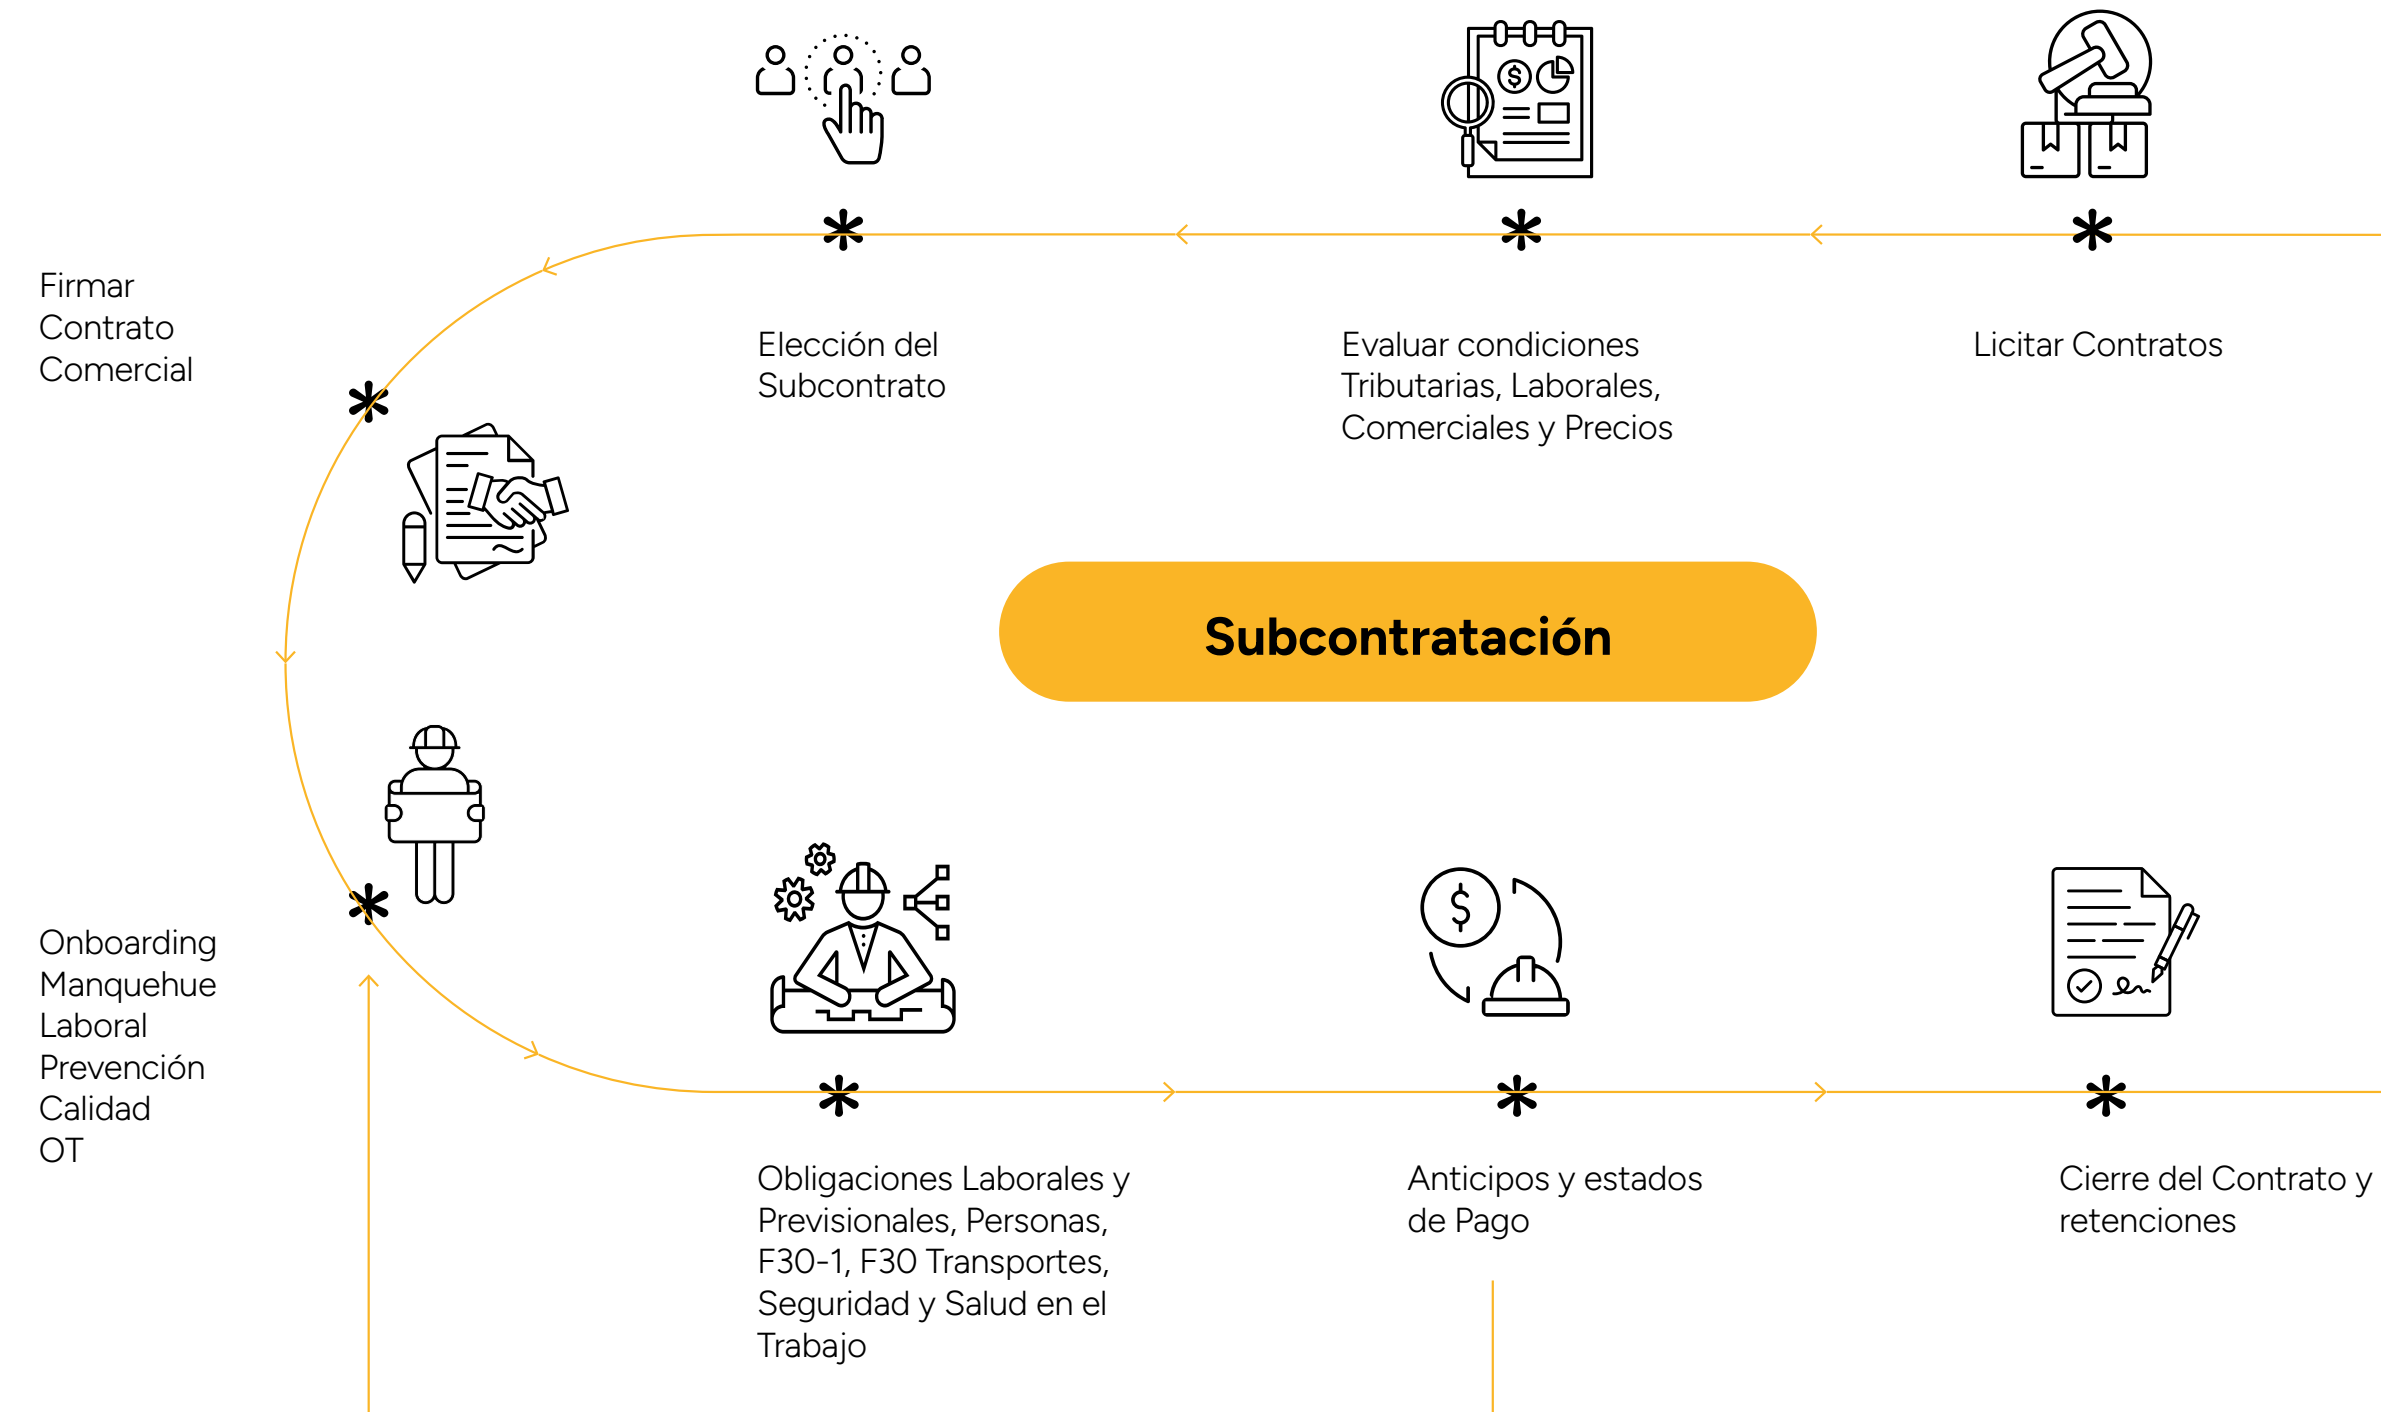 Firmar
Contrato
Comercial
Elección del
Subcontrato
Evaluar condiciones
Tributarias, Laborales,
Comerciales y Precios
Licitar Contratos
Subcontratación
Onboarding
Manquehue
Laboral
Prevención
Calidad
OT
Obligaciones Laborales y
Previsionales, Personas,
F30-1, F30 Transportes,
Seguridad y Salud en el
Trabajo
Anticipos y estados
de Pago
Cierre del Contrato y
retenciones